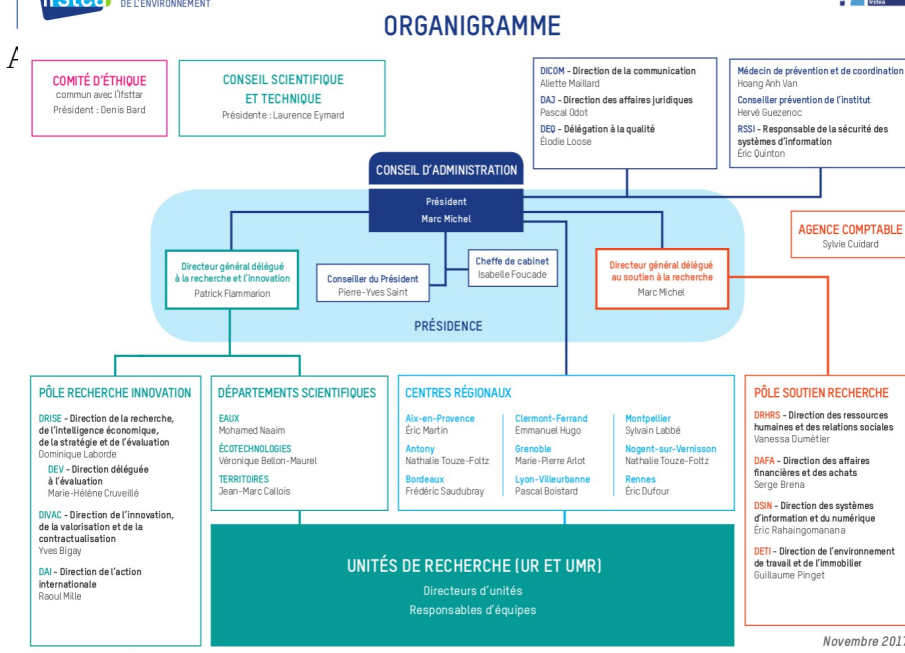 irstea
DE L'ENVIRONNEMENT
Irstea
ORGANIGRAMME
A
COMITÉ D'ÉTHIQUE
commun avec l'Ifsttar
Président : Denis Bard
CONSEIL SCIENTIFIQUE
ET TECHNIQUE
Présidente : Laurence Eymard
DICOM - Direction de la communication
Aliette Maillard
DAJ - Direction des affaires juridiques
Pascal Odot
DEQ - Délégation à la qualité
Élodie Loose
Médecin de prévention et de coordination
Hoang Anh Van
Conseiller prévention de l'institut
Hervé Guezenoc
RSSI - Responsable de la sécurité des
systèmes d'information
Éric Quinton
CONSEIL D'ADMINISTRATION
Président
Marc Michel
AGENCE COMPTABLE
Sylvie Cuidard
Directeur général délégué
à la recherche et l'innovation
Patrick Flammarion
Conseiller du Président
Pierre-Yves Saint
Cheffe de cabinet
Isabelle Foucade
Directeur général délégué
au soutien à la recherche
Marc Michel
PRÉSIDENCE
PÔLE RECHERCHE INNOVATION
DRISE - Direction de la recherche,
de l'intelligence économique,
de la stratégie et de l'évaluation
Dominique Laborde
DEV - Direction déléguée
à l'évaluation
Marie-Hélène Cruveillé
DIVAC - Direction de l'innovation,
de la valorisation et de la
contractualisation
Yves Bigay
DAI - Direction de l'action
internationale
Raoul Mille
DÉPARTEMENTS SCIENTIFIQUES
EAUX
Mohamed Naaim
ÉCOTECHNOLOGIES
Véronique Bellon-Maurel
TERRITOIRES
Jean-Marc Callois
CENTRES RÉGIONAUX
Aix-en-Provence
Éric Martin
Antony
Nathalie Touze-Foltz
Bordeaux
Frédéric Saudubray
Clermont-Ferrand
Emmanuel Hugo
Grenoble
Marie-Pierre Arlot
Lyon-Villeurbanne
Pascal Boistard
Montpellier
Sylvain Labbé
Nogent-sur-Vernisson
Nathalie Touze-Foltz
Rennes
Éric Dufour
PÔLE SOUTIEN RECHERCHE
DRHRS - Direction des ressources
humaines et des relations sociales
Vanessa Dumétier
DAFA - Direction des affaires
financières et des achats
Serge Brena
DSIN - Direction des systèmes
d'information et du numérique
Éric Rahaingomanana
DETI - Direction de l'environnement
de travail et de l'immobilier
Guillaume Pinget
UNITÉS DE RECHERCHE (UR ET UMR)
Directeurs d'unités
Responsables d'équipes
Novembre 2017